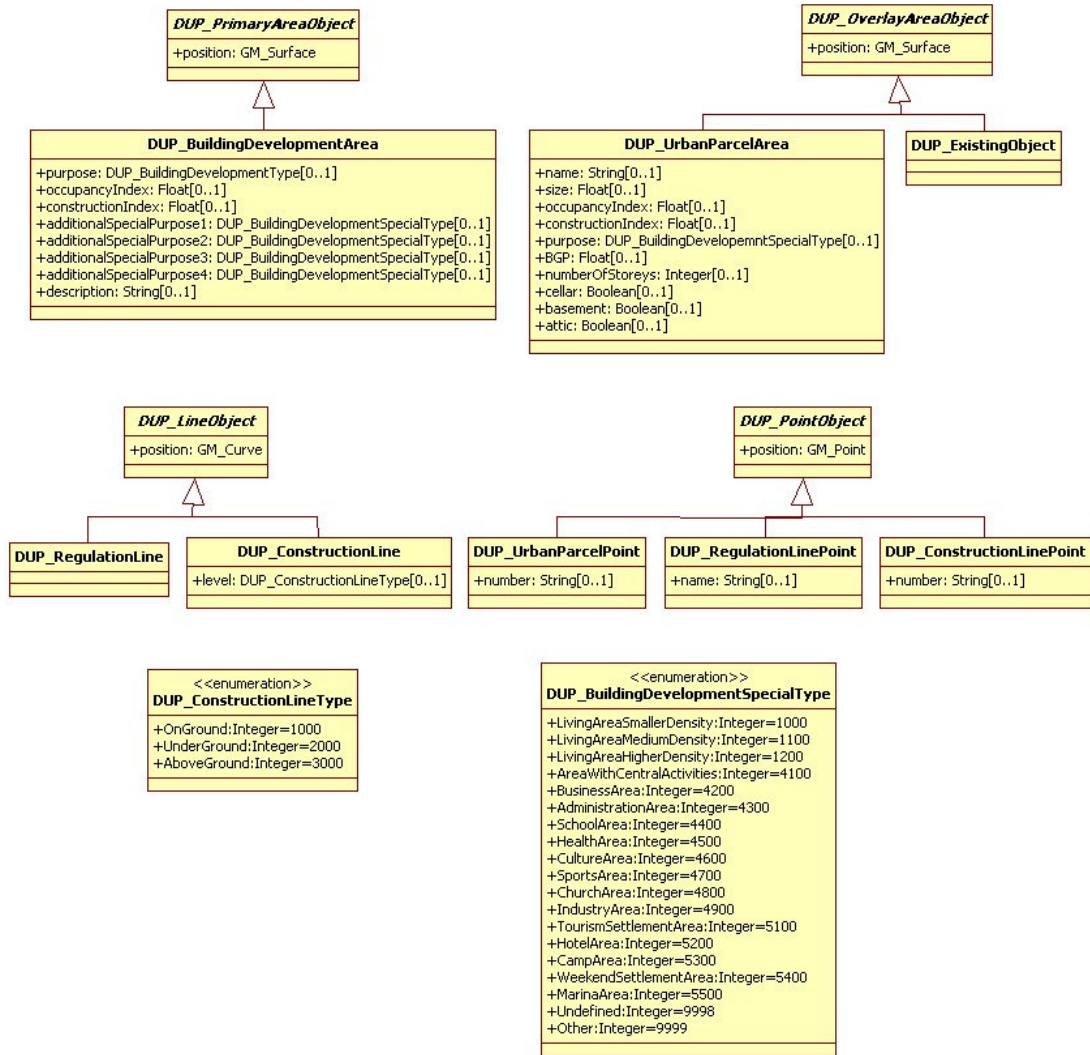 DUP_PrimaryAreaObject
+position: GM_Surface
DUP_OverlayAreaObject
+position: GM_Surface
DUP_BuildingDevelopmentArea
+purpose: DUP_BuildingDevelopmentType[0..1]
+occupancyIndex: Float[0..1]
+constructionIndex: Float[0..1]
+additionalSpecialPurpose1: DUP_BuildingDevelopmentSpecialType[0..1]
+additionalSpecialPurpose2: DUP_BuildingDevelopmentSpecialType[0..1]
+additionalSpecialPurpose3: DUP_BuildingDevelopmentSpecialType[0..1]
+additionalSpecialPurpose4: DUP_BuildingDevelopmentSpecialType[0..1]
+description: String[0..1]
DUP_UrbanParcelArea
+name: String[0..1]
+size: Float[0..1]
+occupancyIndex: Float[0..1]
+constructionIndex: Float[0..1]
+purpose: DUP_BuildingDevelopemntSpecialType[0..1]
+BGP: Float[0..1]
+numberOfStoreys: Integer[0..1]
+cellar: Boolean[0..1]
+basement: Boolean[0..1]
+attic: Boolean[0..1]
DUP_ExistingObject
DUP_LineObject
+position: GM_Curve
DUP_PointObject
+position: GM_Point
DUP_RegulationLine
DUP_ConstructionLine
+level: DUP_ConstructionLineType[0..1]
DUP_UrbanParcelPoint
+number: String[0..1]
DUP_RegulationLinePoint
+name: String[0..1]
DUP_ConstructionLinePoint
+number: String[0..1]
<<enumeration>>
DUP_ConstructionLineType
+OnGround:Integer=1000
+UnderGround:Integer=2000
+AboveGround:Integer=3000
<<enumeration>>
DUP_BuildingDevelopmentSpecialType
+LivingAreaSmallerDensity:Integer=1000
+LivingAreaMediumDensity:Integer=1100
+LivingAreaHigherDensity:Integer=1200
+AreaWithCentralActivities:Integer=4100
+BusinessArea:Integer=4200
+AdministrationArea:Integer=4300
+SchoolArea:Integer=4400
+HealthArea:Integer=4500
+CultureArea:Integer=4600
+SportsArea:Integer=4700
+ChurchArea:Integer=4800
+IndustryArea:Integer=4900
+TourismSettlementArea:Integer=5100
+HotelArea:Integer=5200
+CampArea:Integer=5300
+WeekendSettlementArea:Integer=5400
+MarinaArea:Integer=5500
+Undefined:Integer=9998
+Other:Integer=9999